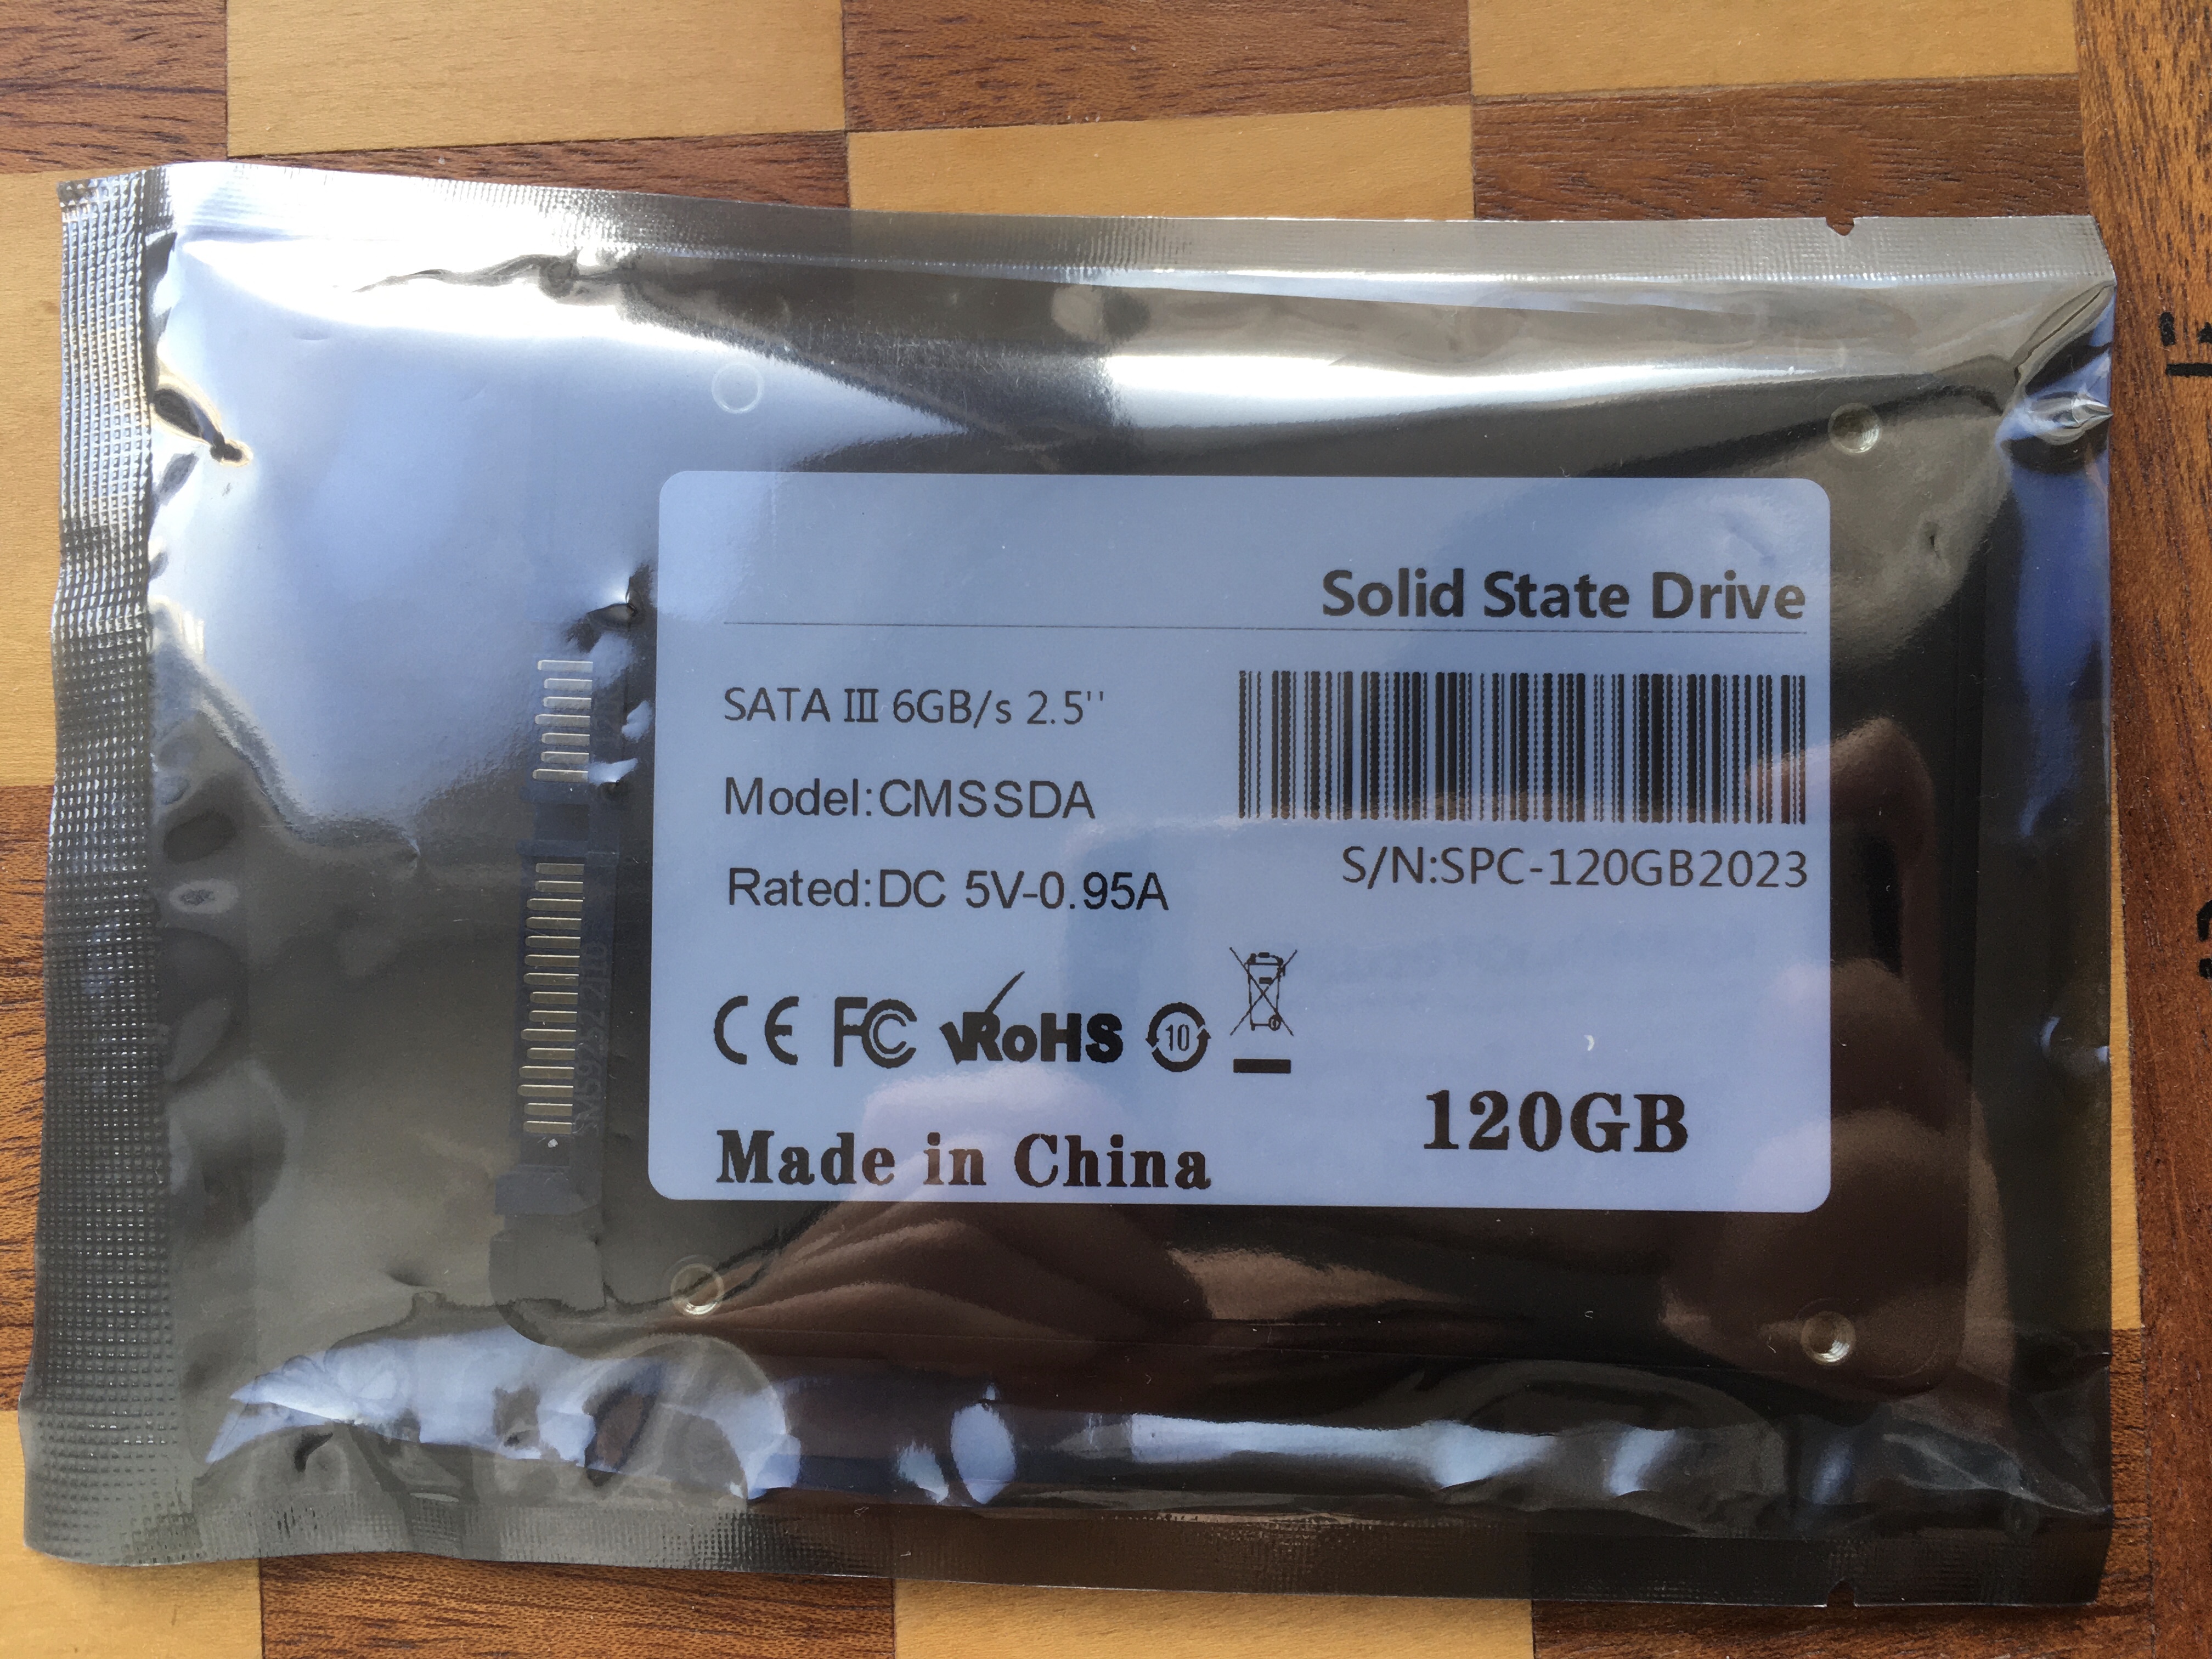 Solid State Drive
SATA III 6GB/s 2.5''
Model:CMSSDA
S/N:SPC-120GB2023
Rated:DC 5V-0.95A
CE FC RoHS 10
120GB
Made in China